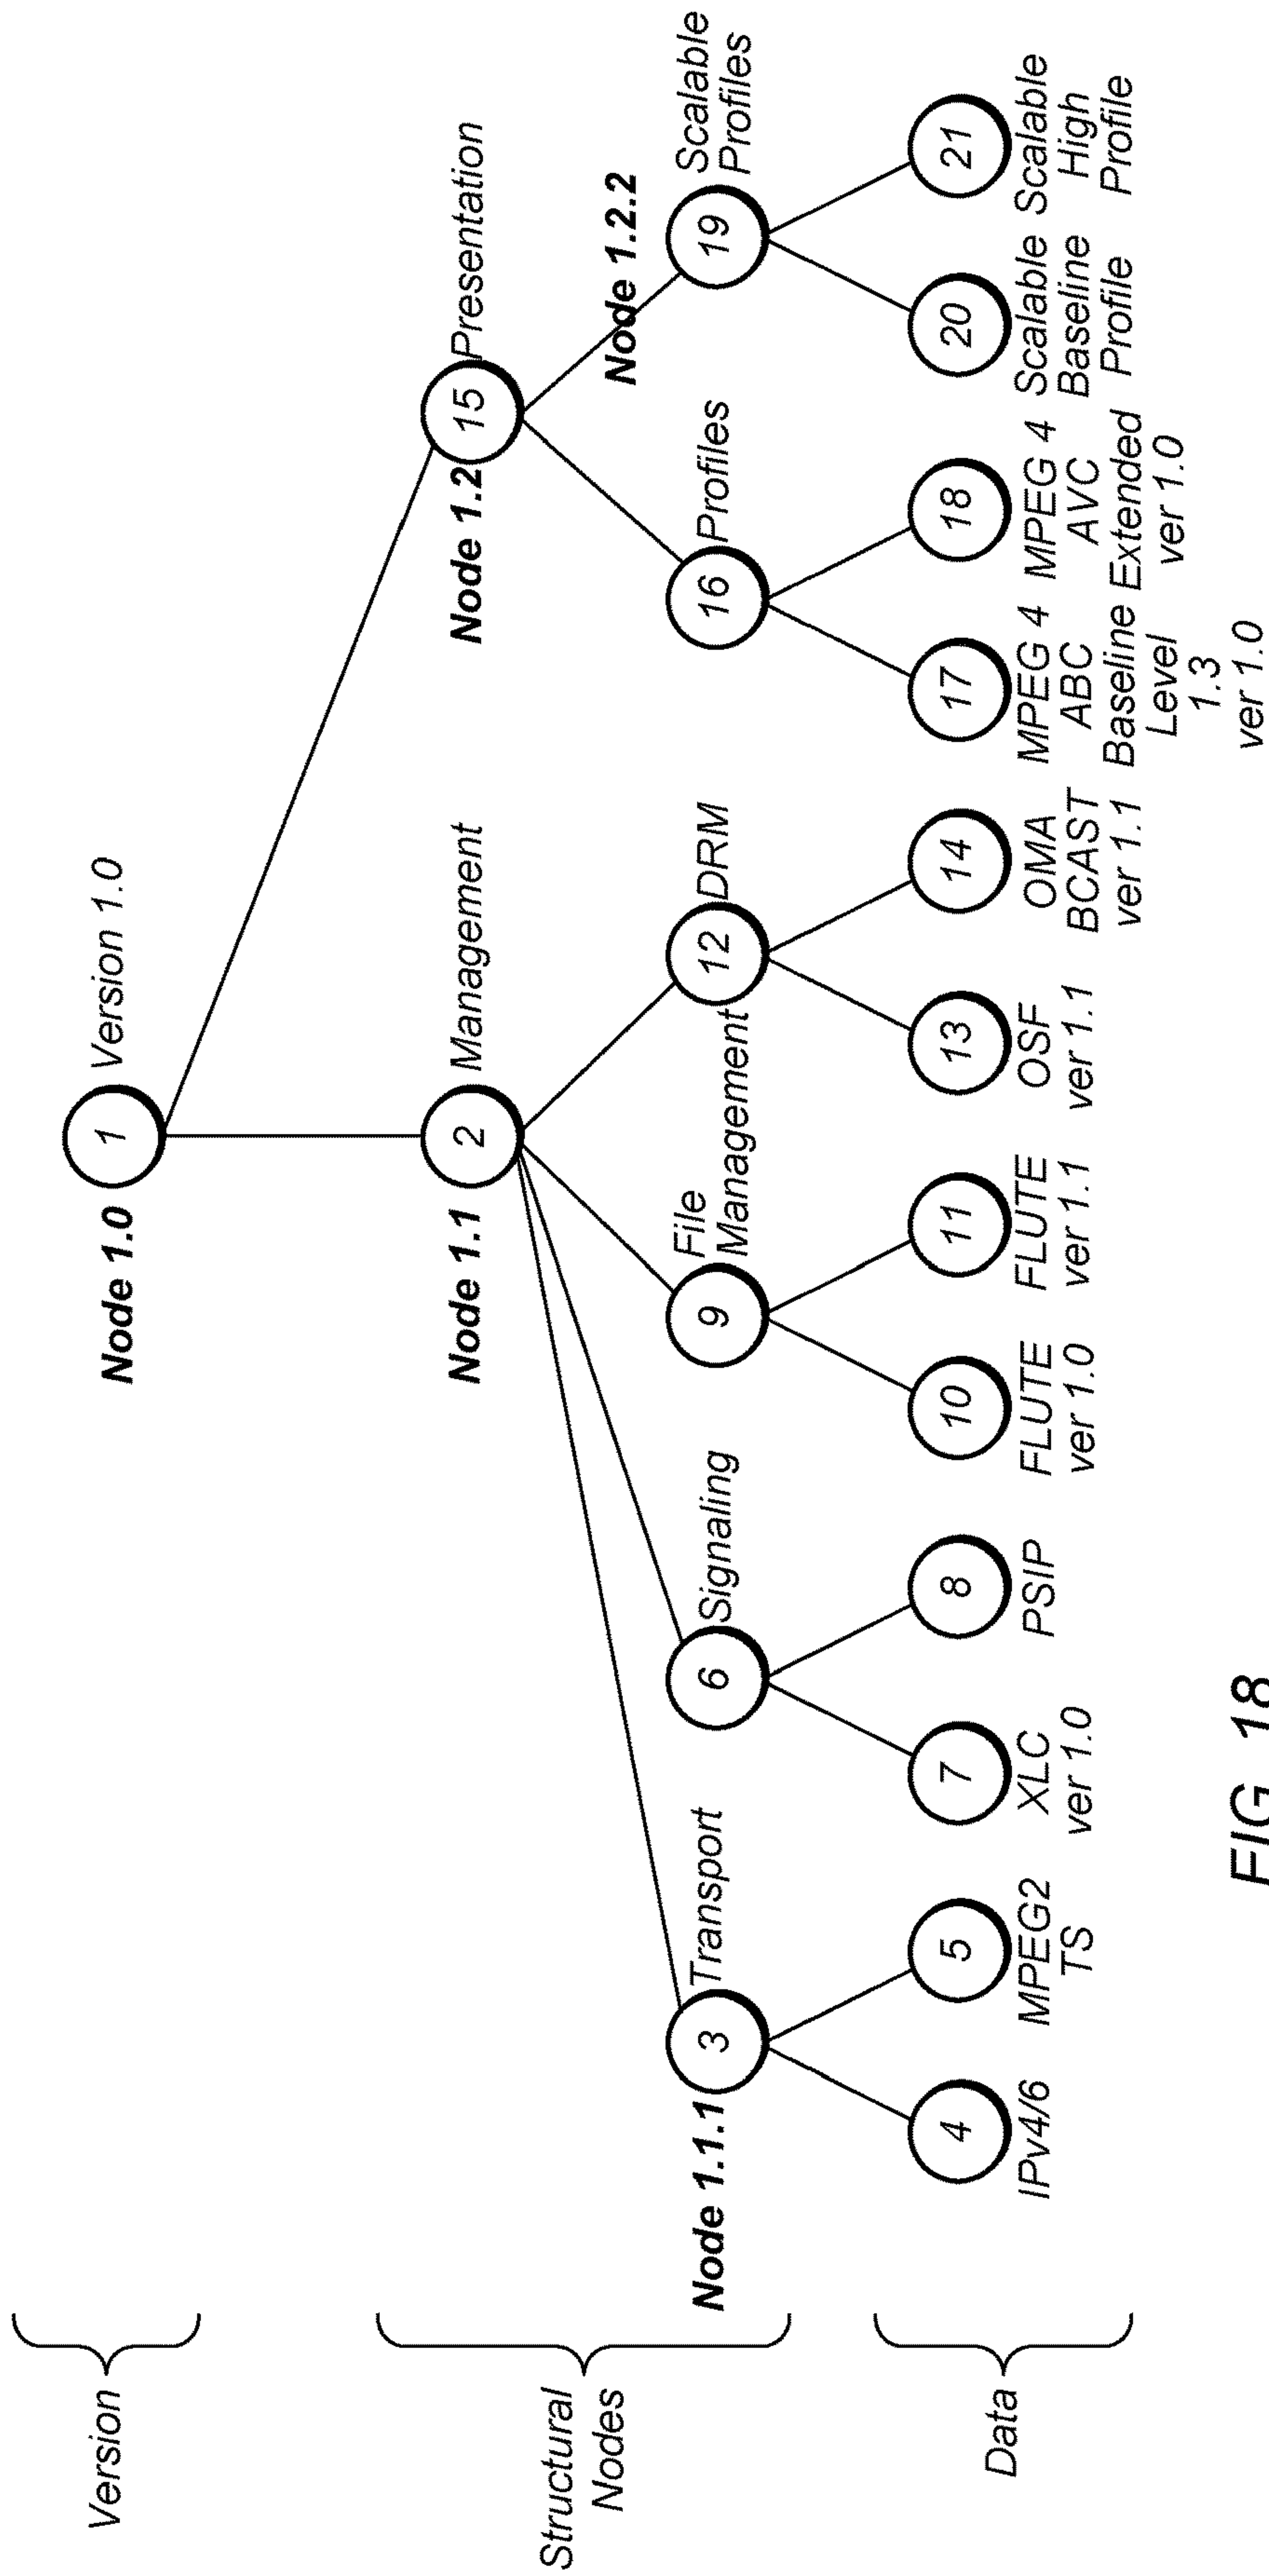 Version
Node 1.0
1
Version 1.0
Structural
Nodes
Node 1.1
2
Management
Node 1.2
15
Presentation
Node 1.1.1
3
Transport
6
Signaling
9
File
Management
12
DRM
16
Profiles
Node 1.2.2
19
Scalable
Profiles
Data
4
IPv4/6
5
MPEG2
TS
7
XLC
ver 1.0
8
PSIP
10
FLUTE
ver 1.0
11
FLUTE
ver 1.1
13
OSF
ver 1.1
14
OMA
BCAST
ver 1.1
17
MPEG 4
ABC
Baseline
Level
1.3
ver 1.0
18
MPEG 4
AVC
Extended
ver 1.0
20
Scalable
Baseline
Profile
21
Scalable
High
Profile
FIG. 18